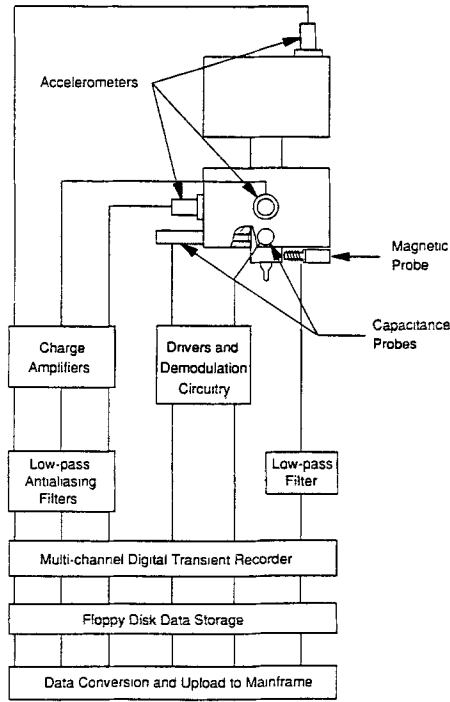 Accelerometers
Magnetic
Probe
Capacitance
Probes
Charge
Amplifiers
Drivers and
Demodulation
Circuitry
Low-pass
Antialiasing
Filters
Low-pass
Filter
Multi-channel Digital Transient Recorder
Floppy Disk Data Storage
Data Conversion and Upload to Mainframe